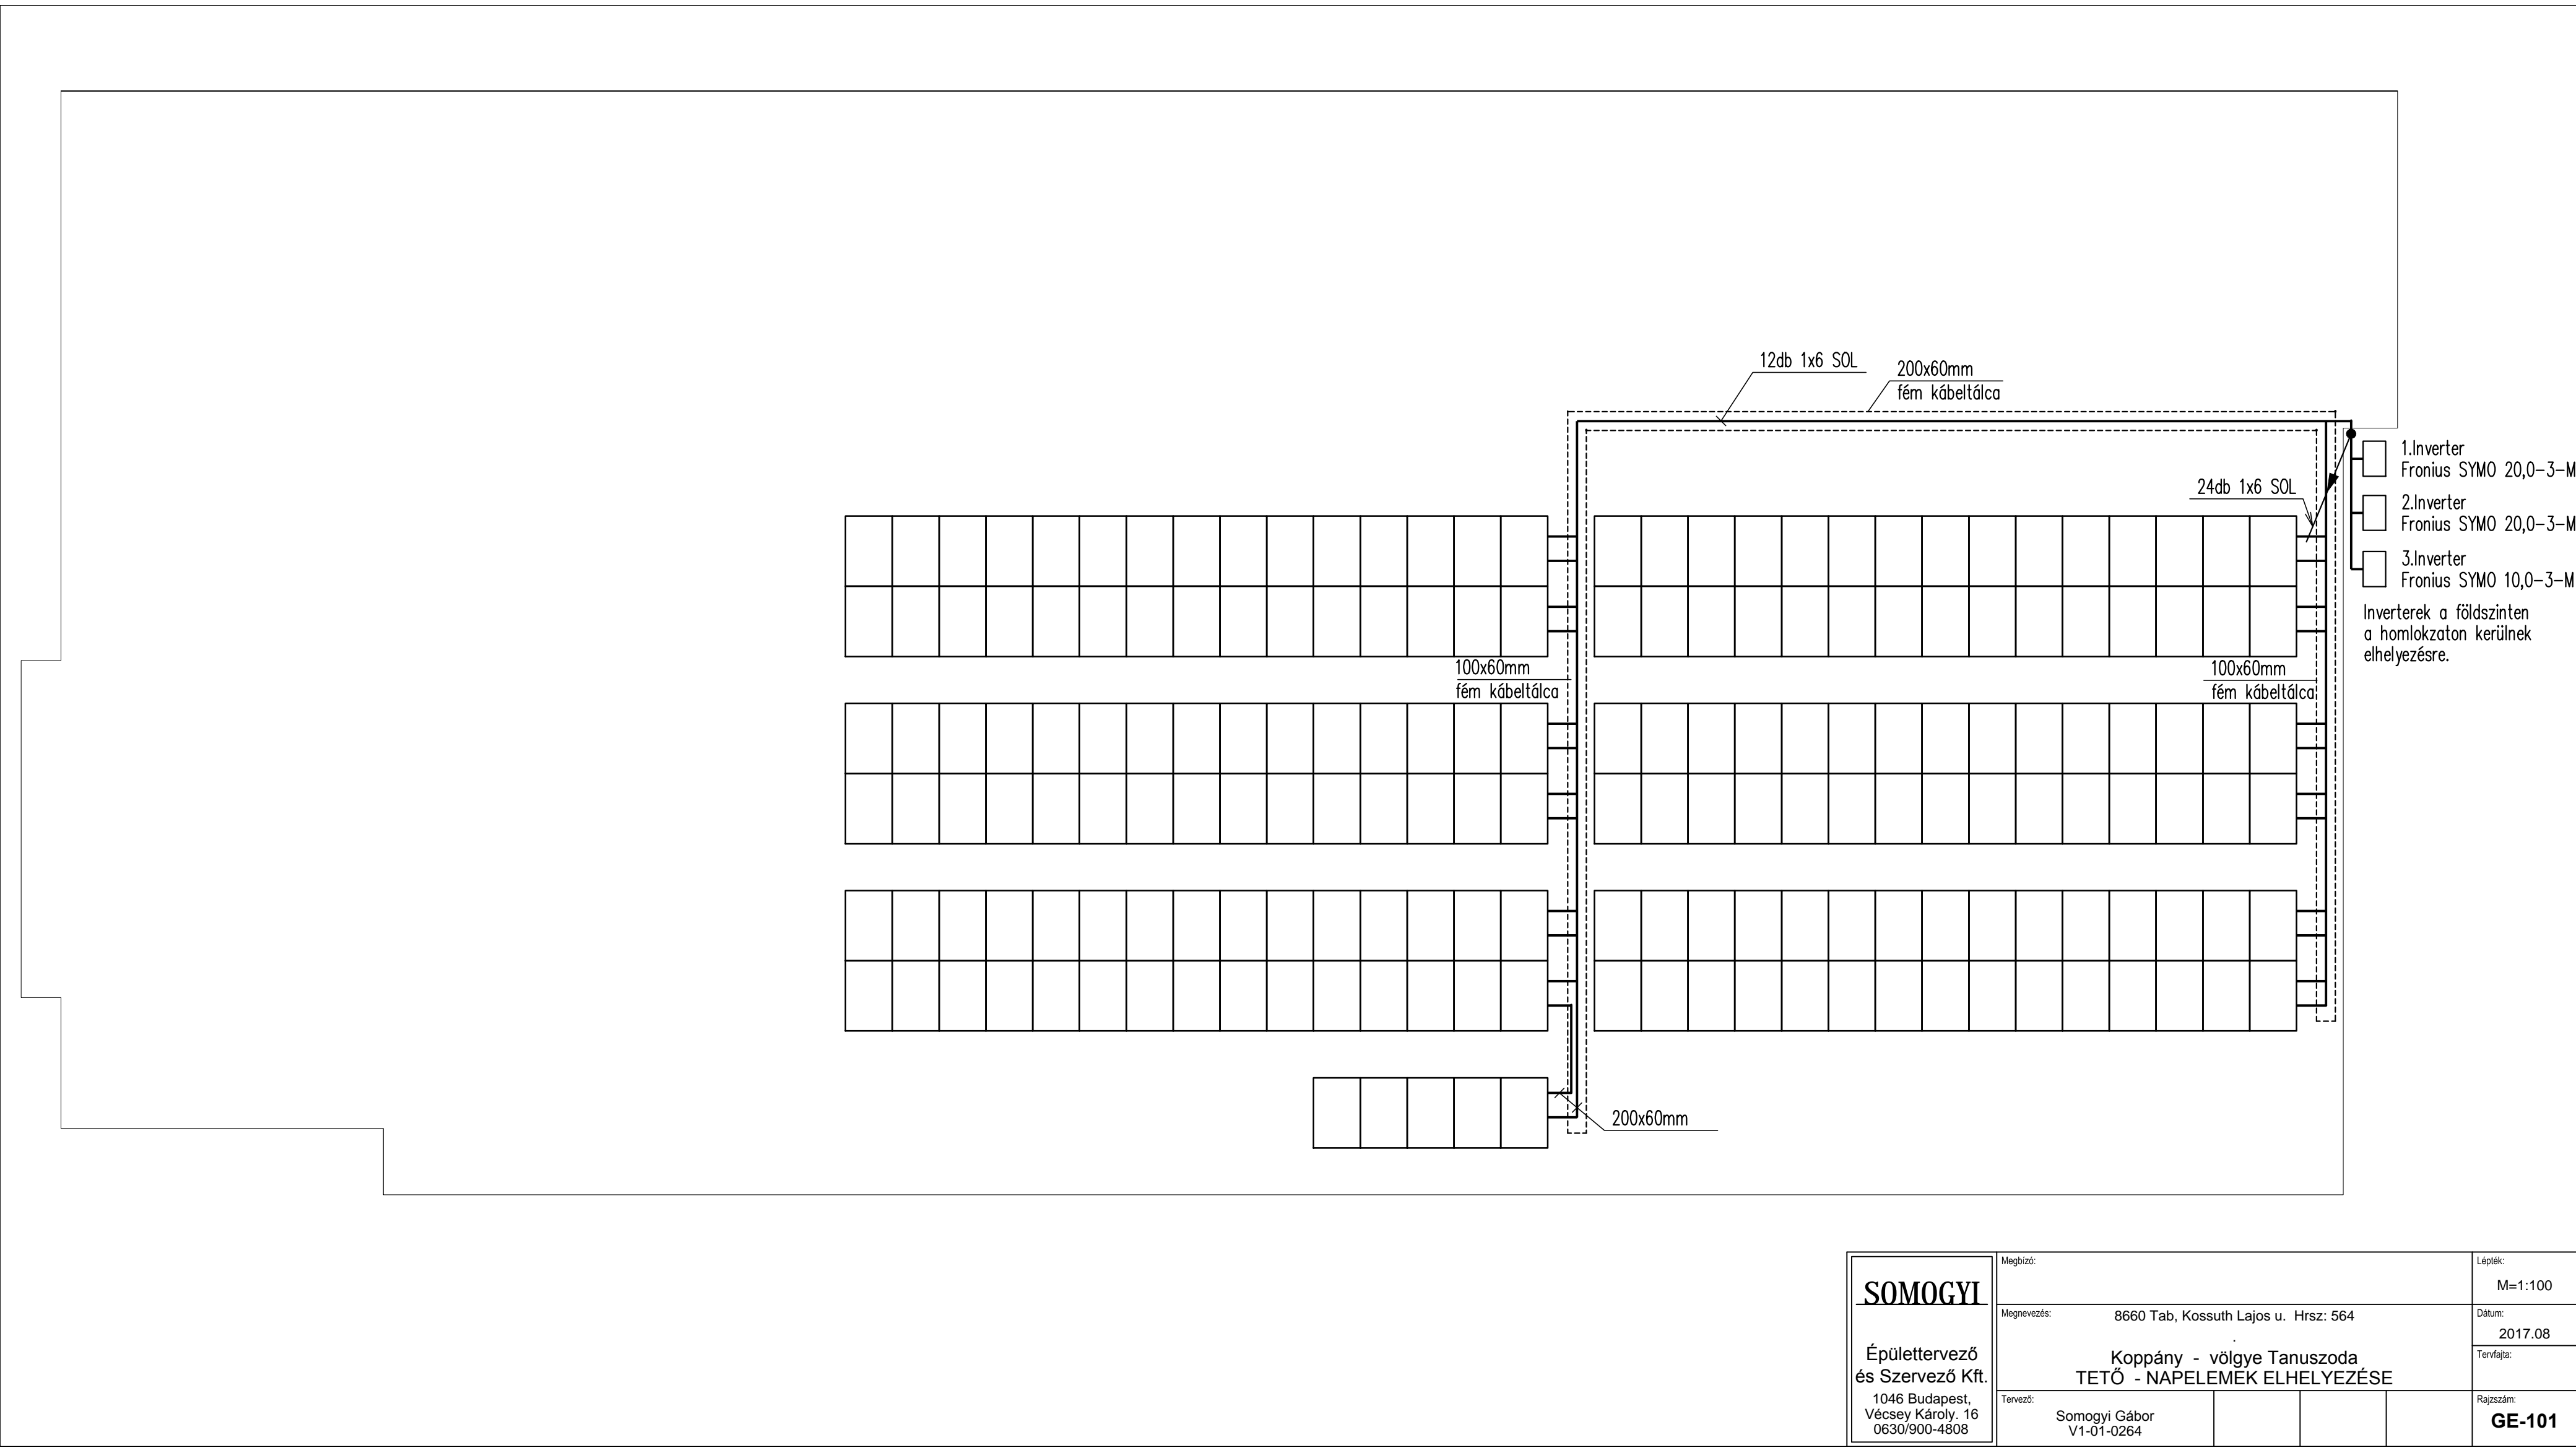 12db 1x6 SOL
200x60mm
fém kábeltálca
24db 1x6 SOL
1.Inverter
Fronius SYMO 20,0-3-M
2.Inverter
Fronius SYMO 20,0-3-M
3.Inverter
Fronius SYMO 10,0-3-M
Inverterek a földszinten
a homlokzaton kerülnek
elhelyezésre.
100x60mm
fém kábeltálca
100x60mm
fém kábeltálca
200x60mm
SOMOGYI
Épülettervező
és Szervező Kft.
1046 Budapest,
Vécsey Károly. 16
0630/900-4808
Megbízó:
Megnevezés:
8660 Tab, Kossuth Lajos u. Hrsz: 564
.
Koppány - völgye Tanuszoda
TETŐ - NAPELEMEK ELHELYEZÉSE
Tervező:
Somogyi Gábor
V1-01-0264
Lépték:
M=1:100
Dátum:
2017.08
Tervfajta:
Rajzszám:
GE-101